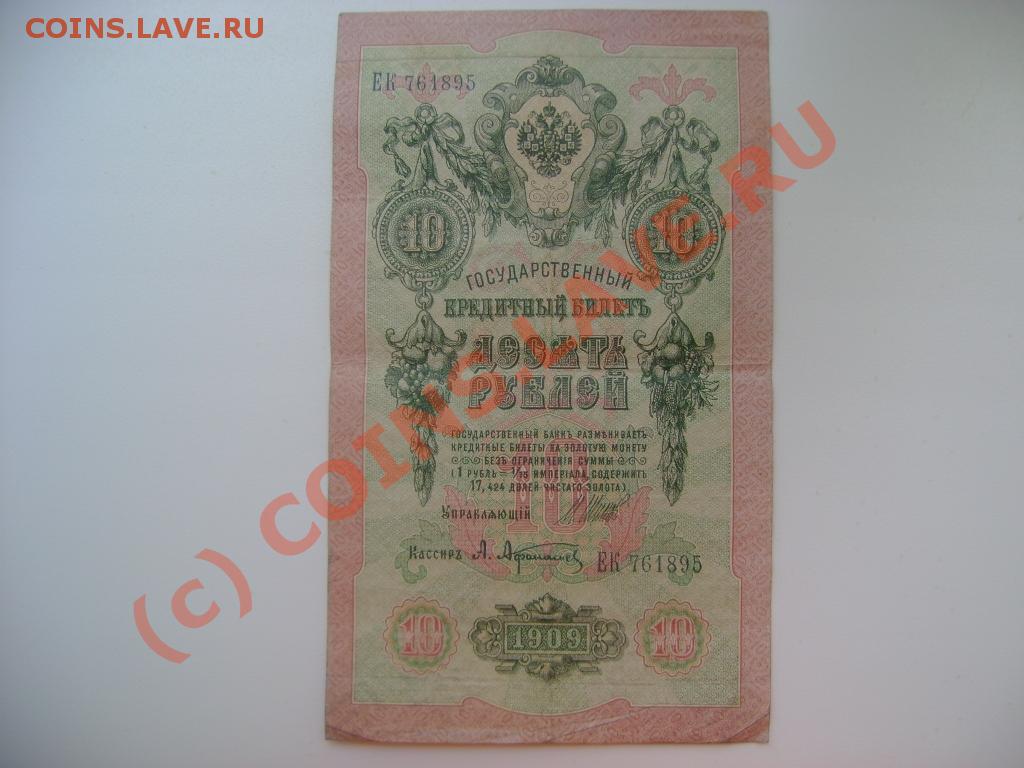 COINS.LAVE.RU
ЕК 761895
10 10
ГОСУДАРСТВЕННЫЙ
КРЕДИТНЫЙ БИЛЕТЪ
ДЕСЯТЬ
РУБЛЕЙ
ГОСУДАРСТВЕННЫЙ БАНКЪ РАЗМѢНИВАЕТЪ
КРЕДИТНЫЕ БИЛЕТЫ НА ЗОЛОТУЮ МОНЕТУ
БЕЗЪ ОГРАНИЧЕНІЯ СУММЫ
(1 РУБЛЬ = 1/15 ИМПЕРІАЛА, СОДЕРЖИТЪ
17,424 ДОЛЕЙ ЧИСТАГО ЗОЛОТА).
10
УПРАВЛЯЮЩІЙ
КАССИРЪ А. Афанасьев ЕК 761895
10 1909 10
(c) COINS.LAVE.RU